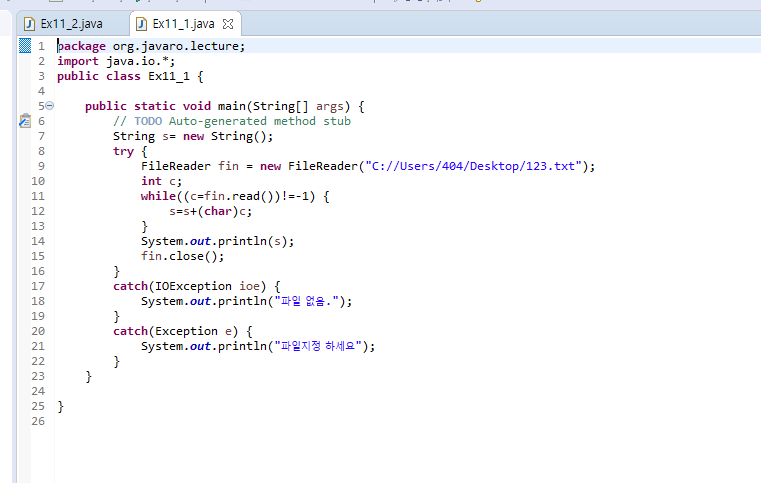 Ex11_2.java Ex11_1.java
1 package org.javaro.lecture;
2 import java.io.*;
3 public class Ex11_1 {
4
5 public static void main(String[] args) {
6 // TODO Auto-generated method stub
7 String s= new String();
8 try {
9 FileReader fin = new FileReader("C://Users/404/Desktop/123.txt");
10 int c;
11 while((c=fin.read())!=-1) {
12 s=s+(char)c;
13 }
14 System.out.println(s);
15 fin.close();
16 }
17 catch(IOException ioe) {
18 System.out.println("파일 없음.");
19 }
20 catch(Exception e) {
21 System.out.println("파일지정 하세요");
22 }
23 }
24
25 }
26